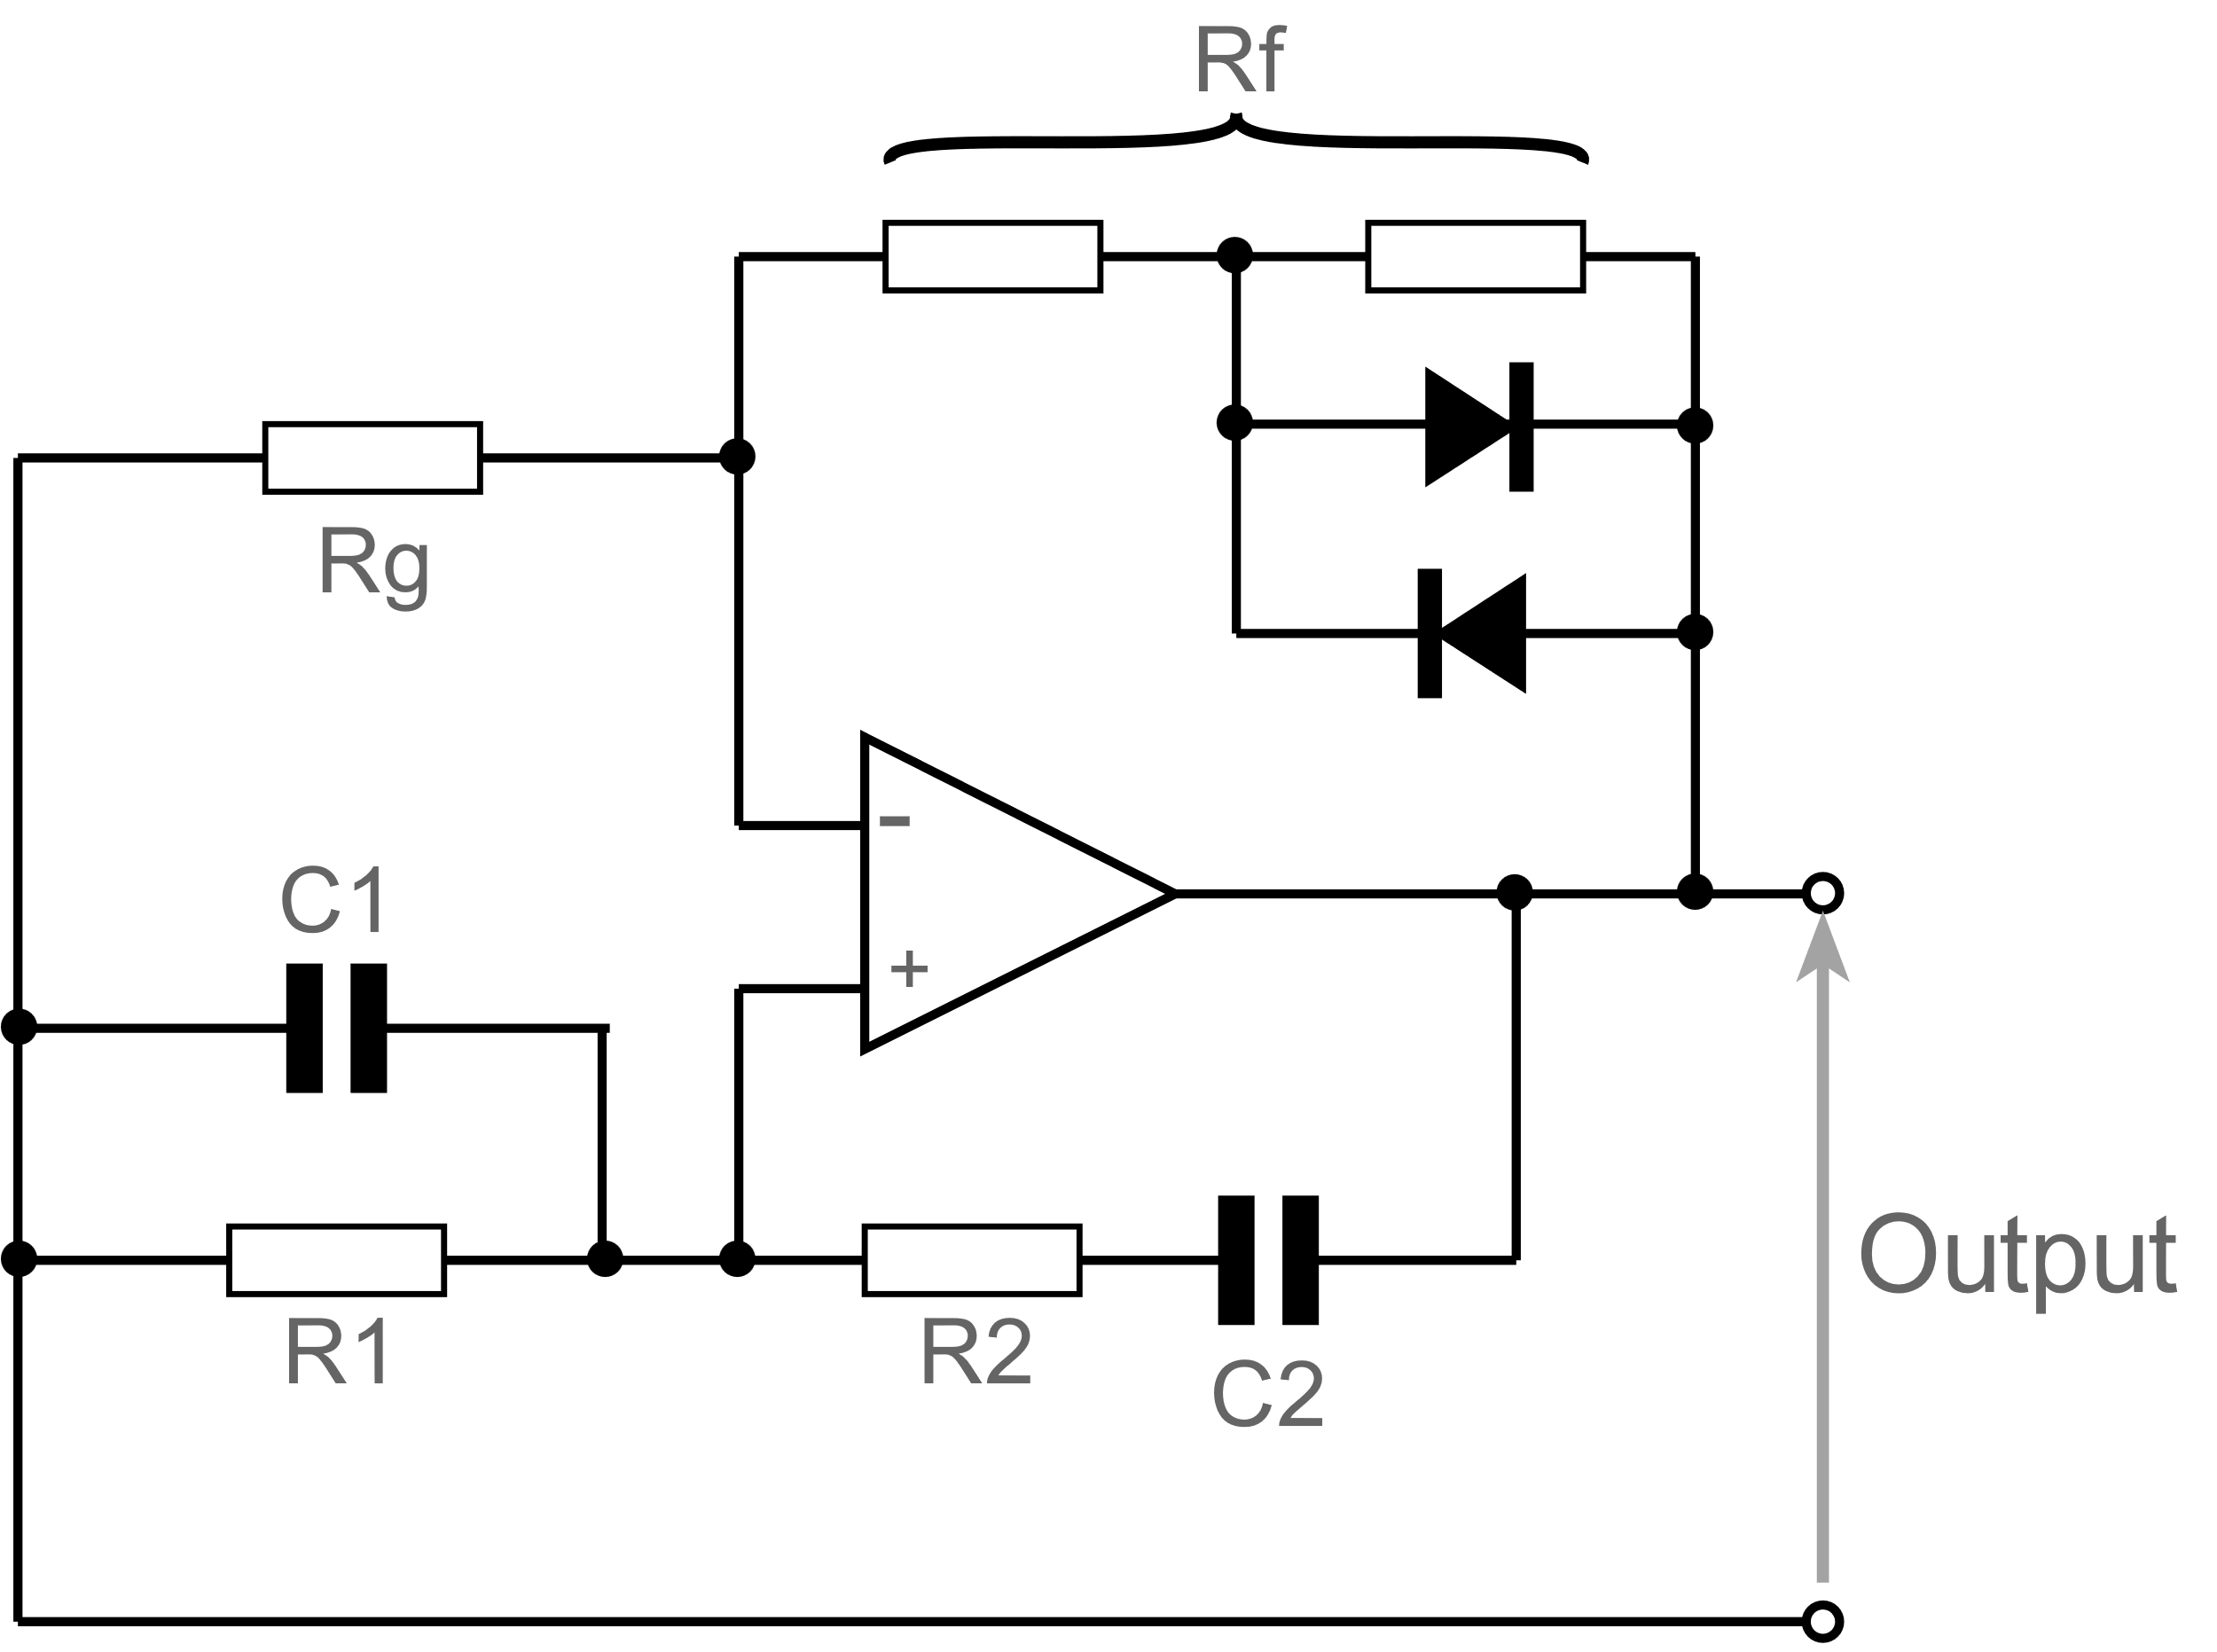 Rf
Rg
-
C1
+
Output
R1
R2
C2